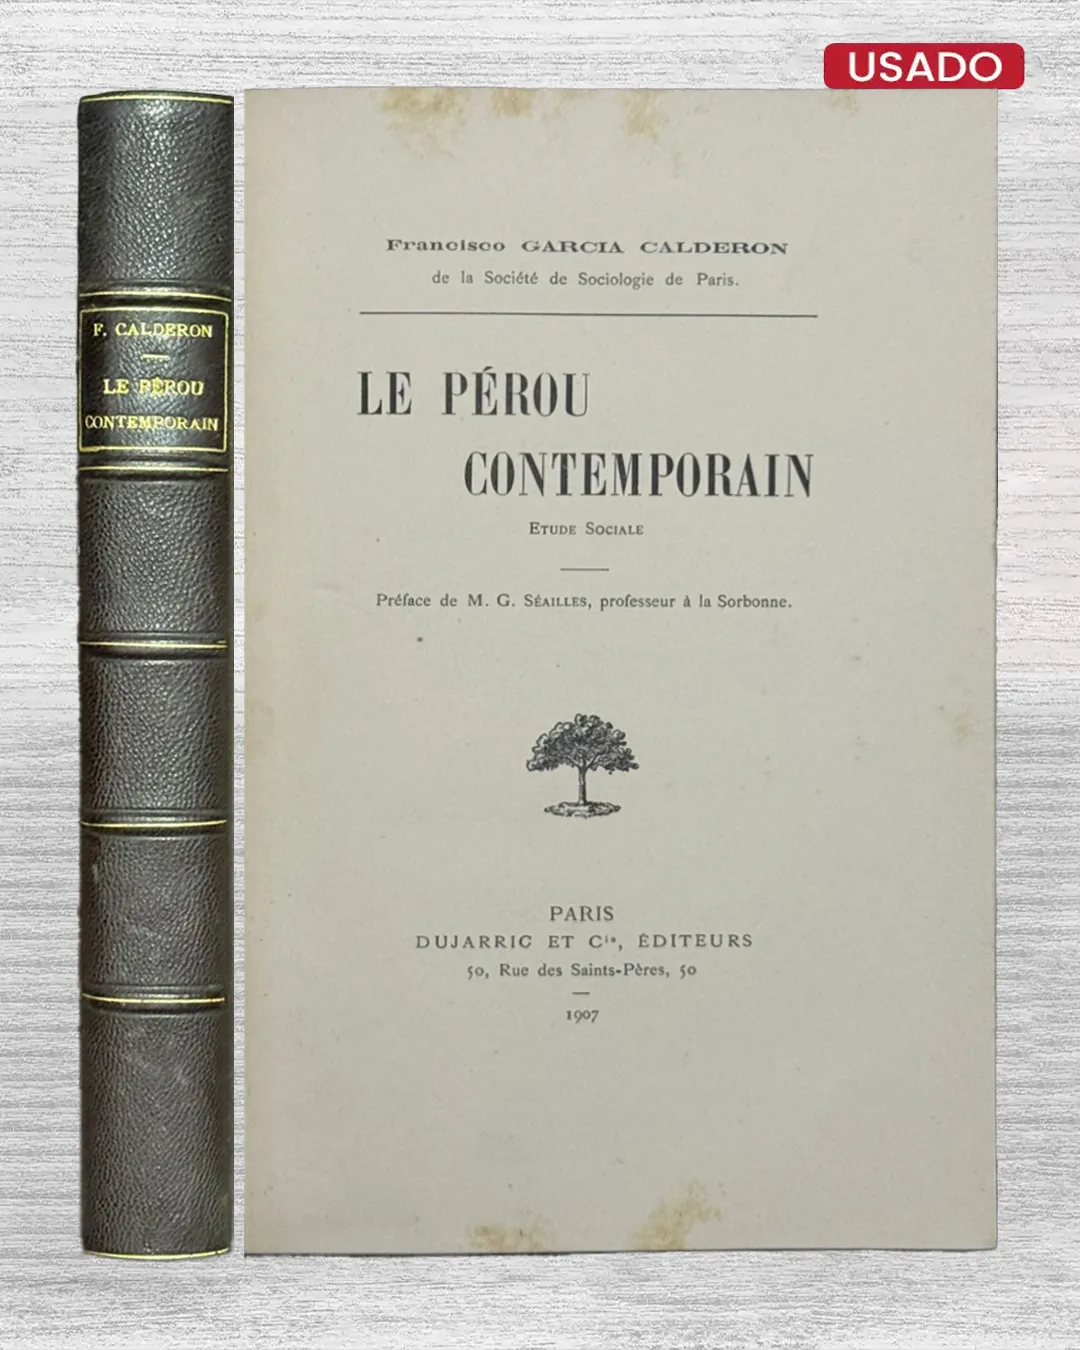 USADO
F. CALDERON
LE PÉROU
CONTEMPORAIN
Francisco GARCIA CALDERON
de la Société de Sociologie de Paris.
LE PÉROU
CONTEMPORAIN
ETUDE SOCIALE
Préface de M. G. SÉAILLES, professeur à la Sorbonne.
PARIS
DUJARRIC ET Cie, ÉDITEURS
50, Rue des Saints-Pères, 50
1907